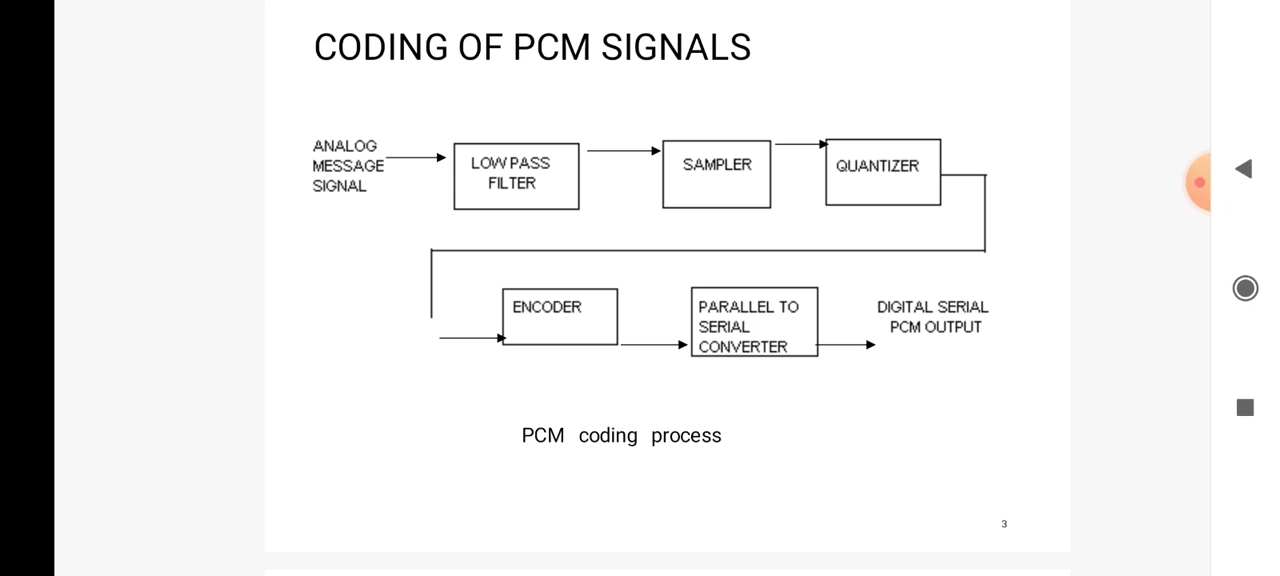 CODING OF PCM SIGNALS
ANALOG
MESSAGE
SIGNAL
LOW PASS
FILTER
SAMPLER
QUANTIZER
ENCODER
PARALLEL TO
SERIAL
CONVERTER
DIGITAL SERIAL
PCM OUTPUT
PCM coding process
3